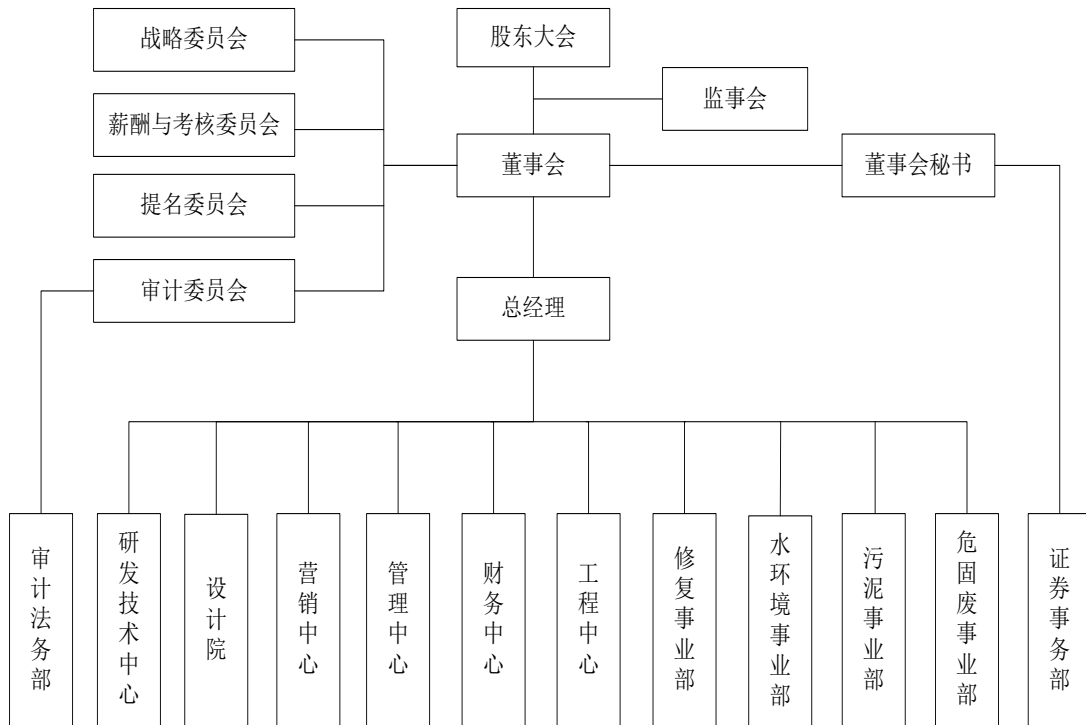 战略委员会
股东大会
监事会
薪酬与考核委员会
董事会
董事会秘书
提名委员会
审计委员会
总经理
审计法务部
研发技术中心
设计院
营销中心
管理中心
财务中心
工程中心
修复事业部
水环境事业部
污泥事业部
危固废事业部
证券事务部